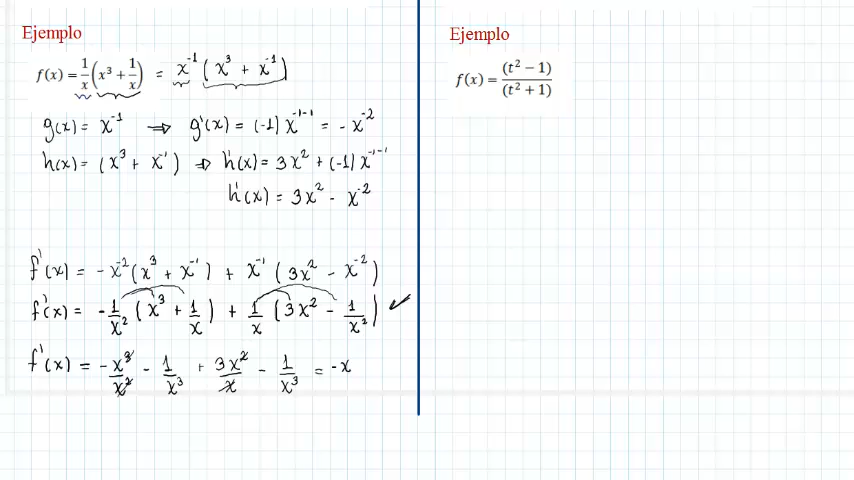 Ejemplo
f(x) = 1/x (x³ + 1/x) = x⁻¹ (x³ + x⁻¹)
g(x) = x⁻¹ ⇒ g'(x) = (-1) x⁻¹⁻¹ = - x⁻²
h(x) = (x³ + x⁻¹) ⇒ h'(x) = 3x² + (-1) x⁻¹⁻¹
h'(x) = 3x² - x⁻²
f'(x) = - x⁻² (x³ + x⁻¹) + x⁻¹ (3x² - x⁻²)
f'(x) = - 1/x² (x³ + 1/x) + 1/x (3x² - 1/x²) ✓
f'(x) = - x³/x² - 1/x³ + 3x²/x - 1/x³ = -x
Ejemplo
f(x) = (t² − 1)/(t² + 1)